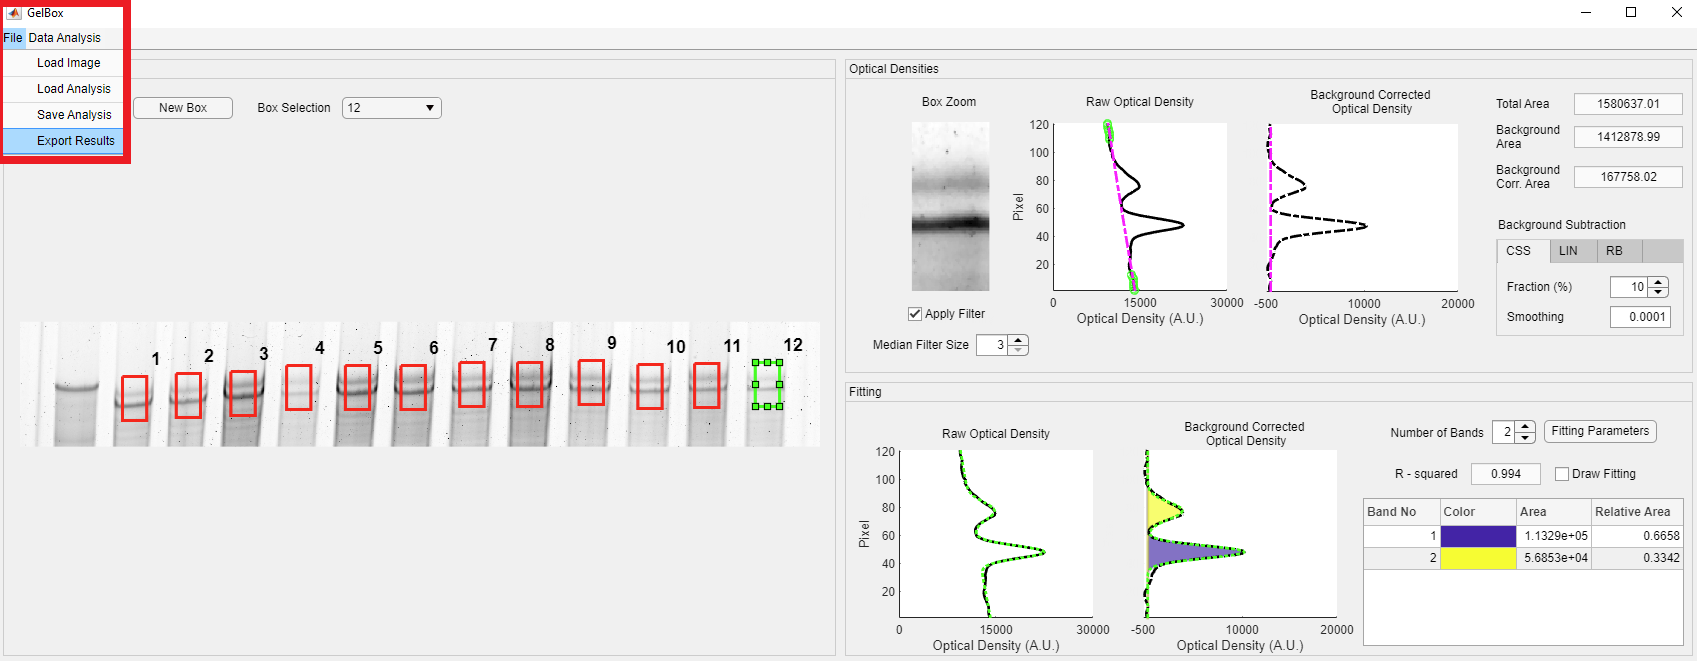 GelBox
File Data Analysis
Load Image
Load Analysis
Save Analysis
Export Results
New Box
Box Selection 12
1 2 3 4 5 6 7 8 9 10 11 12
Optical Densities
Box Zoom
Apply Filter
Median Filter Size 3
Raw Optical Density
120
100
80
60
40
20
Pixel
0 15000 30000
Optical Density (A.U.)
Background Corrected
Optical Density
-500 10000 20000
Optical Density (A.U.)
Total Area 1580637.01
Background
Area 1412878.99
Background
Corr. Area 167758.02
Background Subtraction
CSS LIN RB
Fraction (%) 10
Smoothing 0.0001
Fitting
Raw Optical Density
120
100
80
60
40
20
Pixel
0 15000 30000
Optical Density (A.U.)
Background Corrected
Optical Density
-500 10000 20000
Optical Density (A.U.)
Number of Bands 2 Fitting Parameters
R - squared 0.994 Draw Fitting
Band No Color Area Relative Area
1 1.1329e+05 0.6658
2 5.6853e+04 0.3342